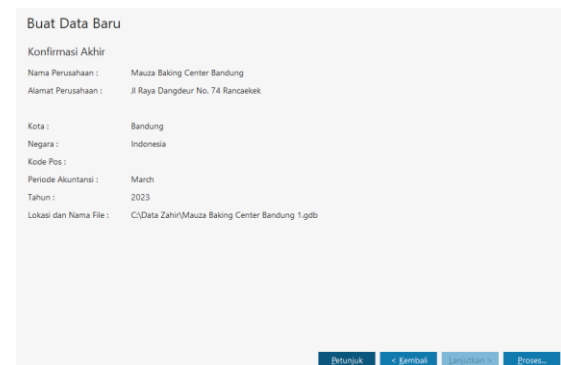 Buat Data Baru
Konfirmasi Akhir
Nama Perusahaan : Mauza Baking Center Bandung
Alamat Perusahaan : Jl Raya Dangdeur No. 74 Rancaekek
Kota : Bandung
Negara : Indonesia
Kode Pos :
Periode Akuntansi : March
Tahun : 2023
Lokasi dan Nama File : C:\Data Zahir\Mauza Baking Center Bandung 1.gdb
Petunjuk < Kembali Lanjutkan > Proses...